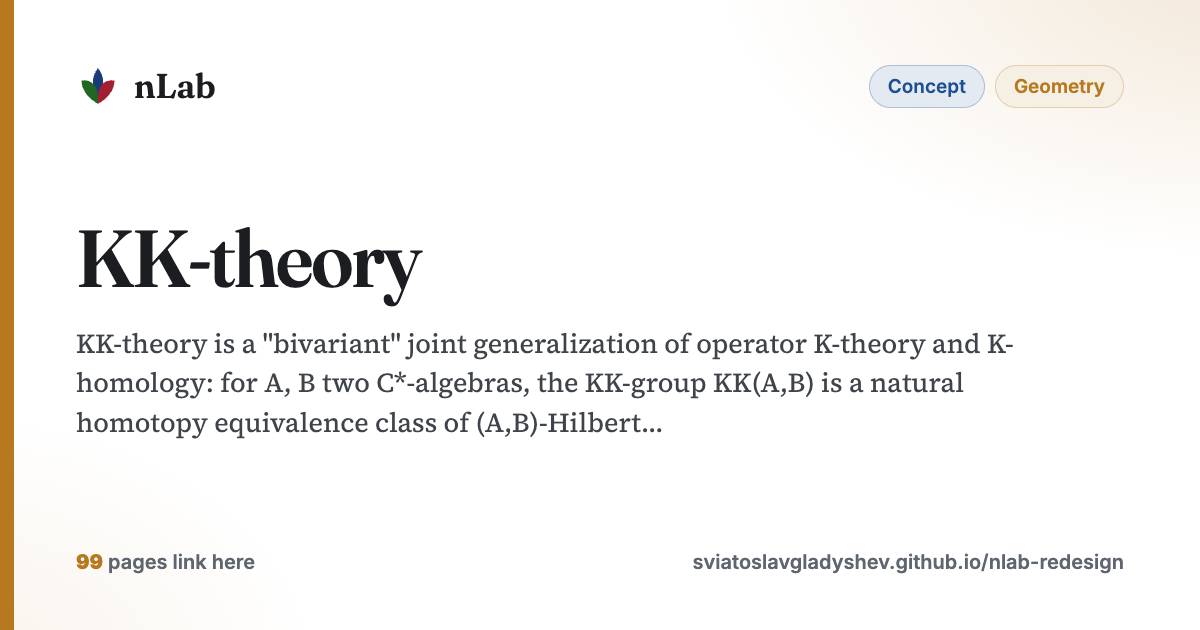 nLab
Concept
Geometry
KK-theory
KK-theory is a "bivariant" joint generalization of operator K-theory and K-
homology: for A, B two C*-algebras, the KK-group KK(A,B) is a natural
homotopy equivalence class of (A,B)-Hilbert...
99 pages link here
sviatoslavgladyshev.github.io/nlab-redesign